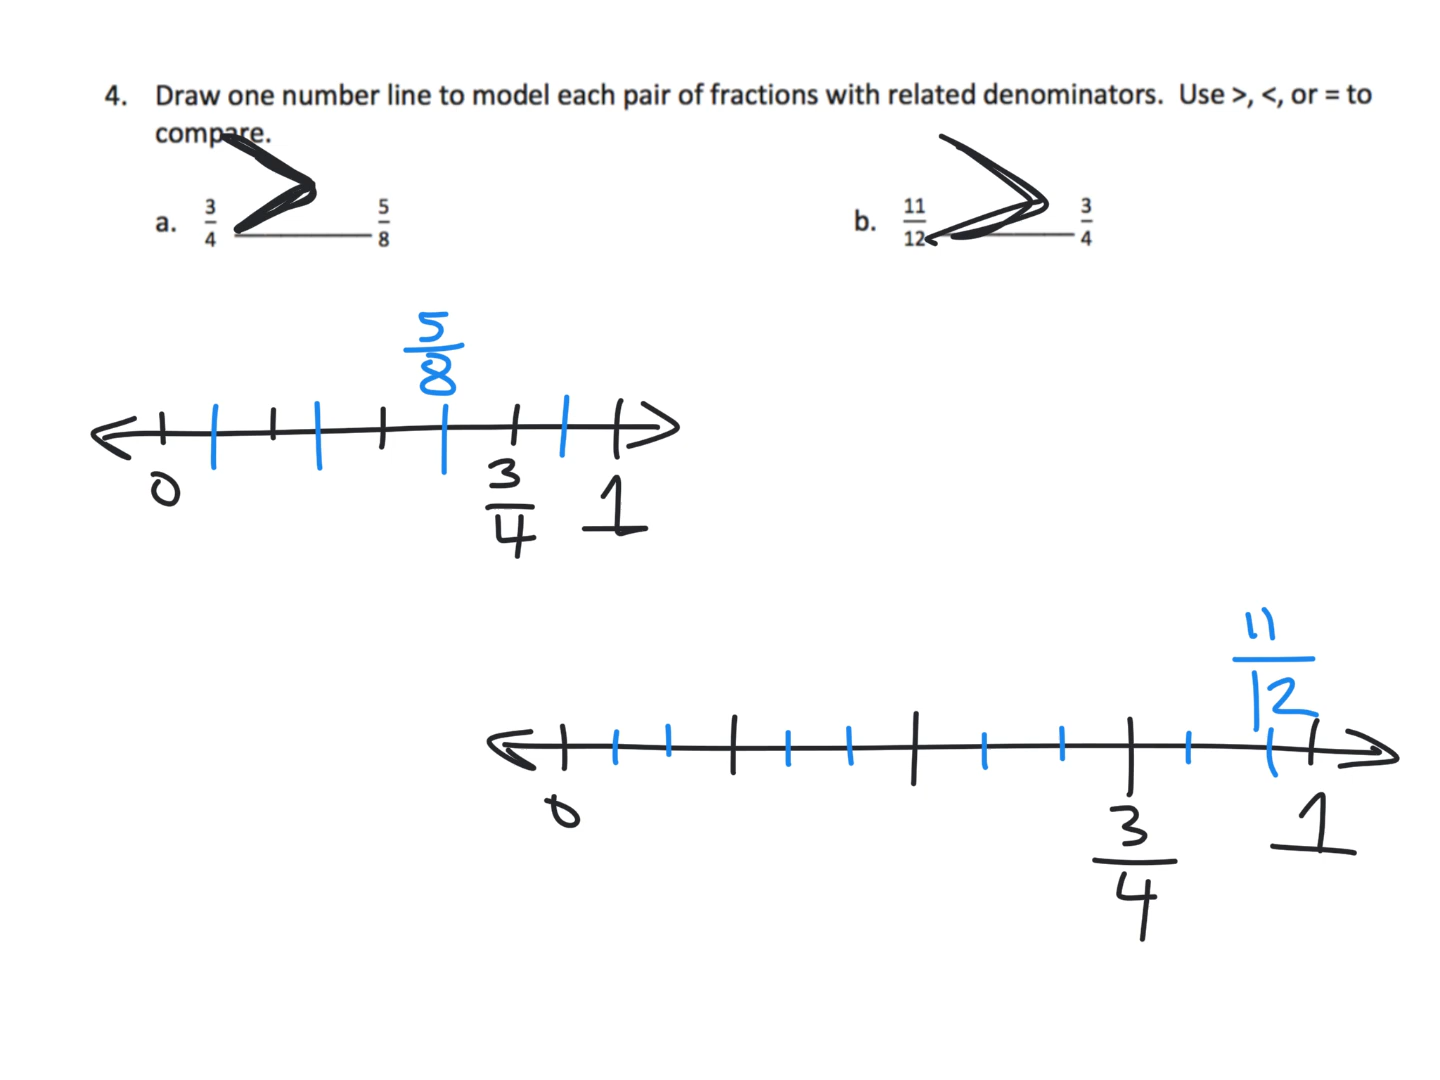 4. Draw one number line to model each pair of fractions with related denominators. Use >, <, or = to
compare.
a. 3/4 > 5/8
b. 11/12 > 3/4
5/8
0 3/4 1
11/12
0 3/4 1